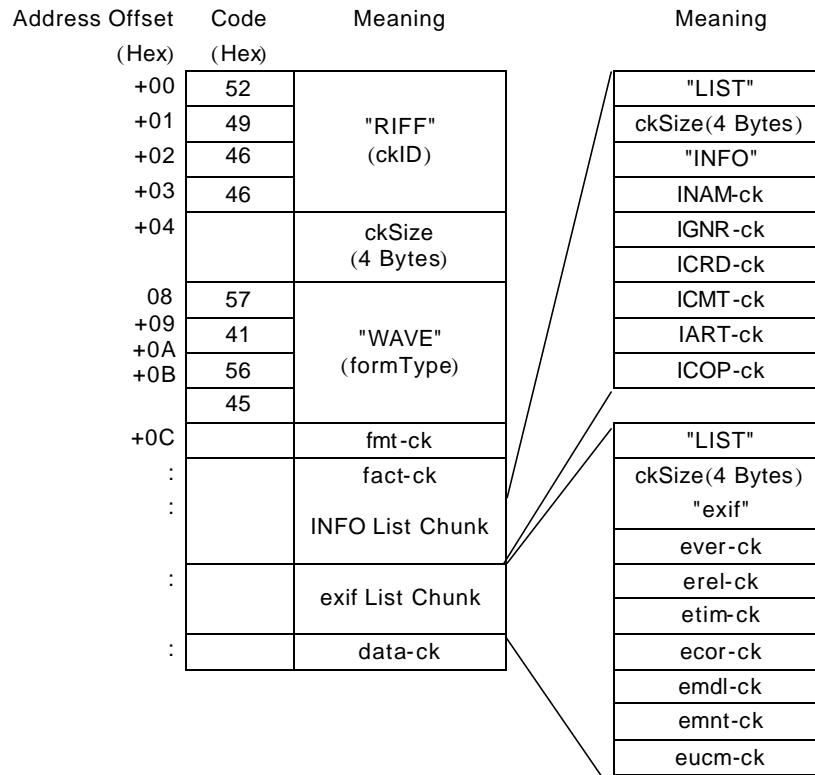 Address Offset Code Meaning Meaning
(Hex) (Hex)
+00 52 "LIST"
+01 49 "RIFF" ckSize(4 Bytes)
+02 46 (ckID) "INFO"
+03 46 INAM-ck
+04 ckSize IGNR-ck
(4 Bytes) ICRD-ck
08 57 ICMT-ck
+09 41 "WAVE" IART-ck
+0A (formType)
+0B 56 ICOP-ck
45
+0C fmt-ck "LIST"
: fact-ck ckSize(4 Bytes)
: "exif"
INFO List Chunk
ever-ck
: erel-ck
exif List Chunk
etim-ck
: data-ck ecor-ck
emdl-ck
emnt-ck
eucm-ck